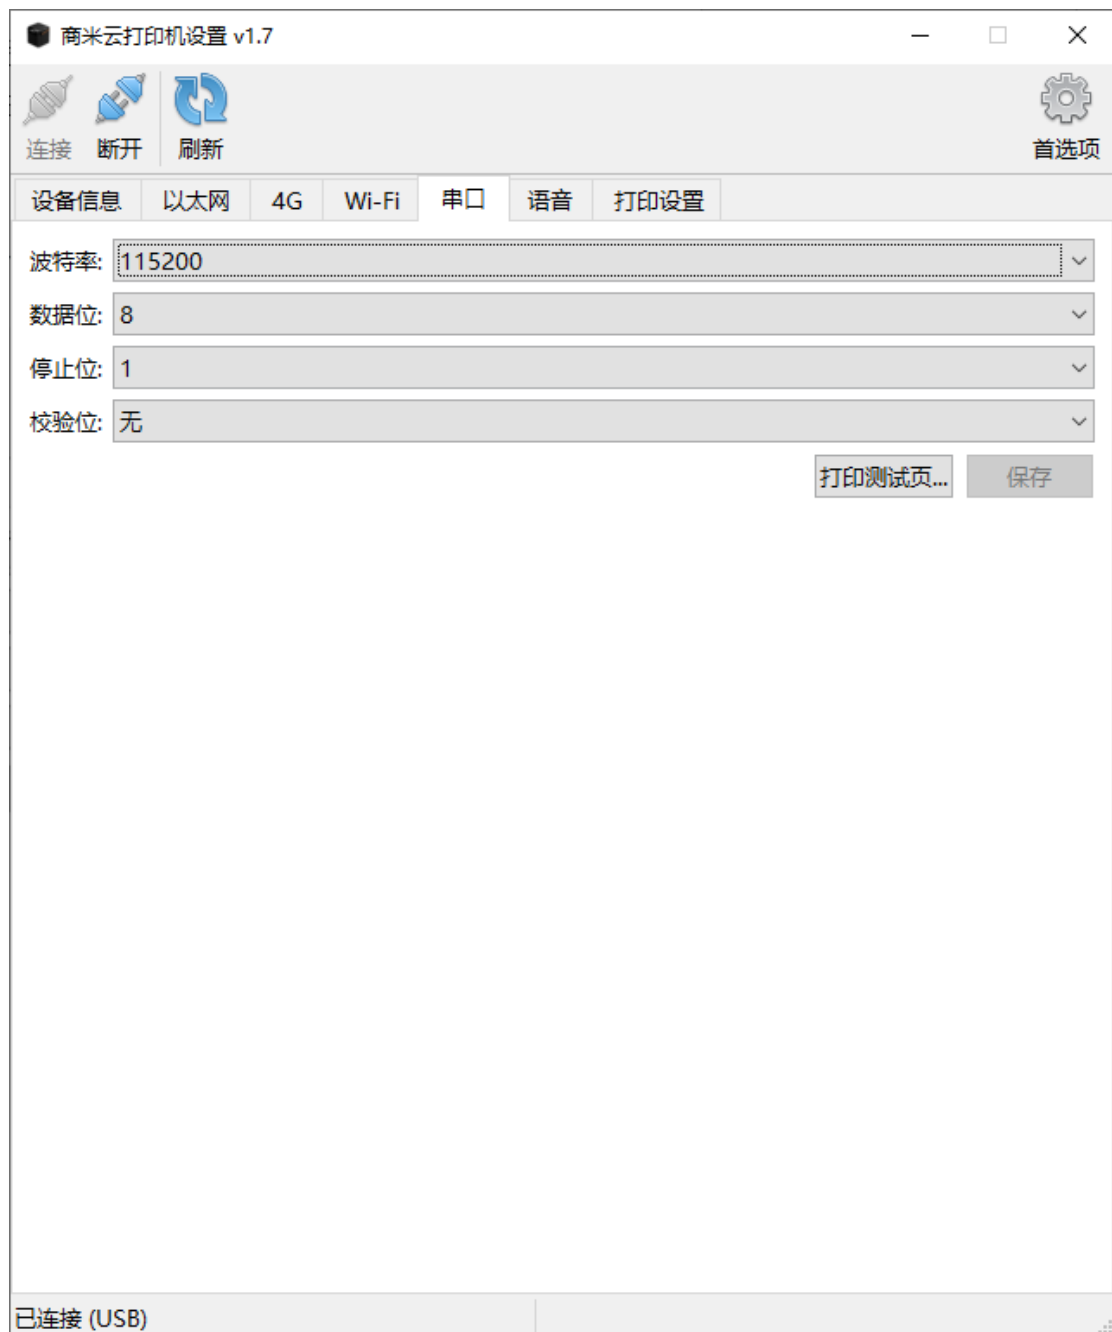 商米云打印机设置 v1.7
连接 断开 刷新 首选项
设备信息 以太网 4G Wi-Fi 串口 语音 打印设置
波特率: 115200
数据位: 8
停止位: 1
校验位: 无
打印测试页... 保存
已连接 (USB)